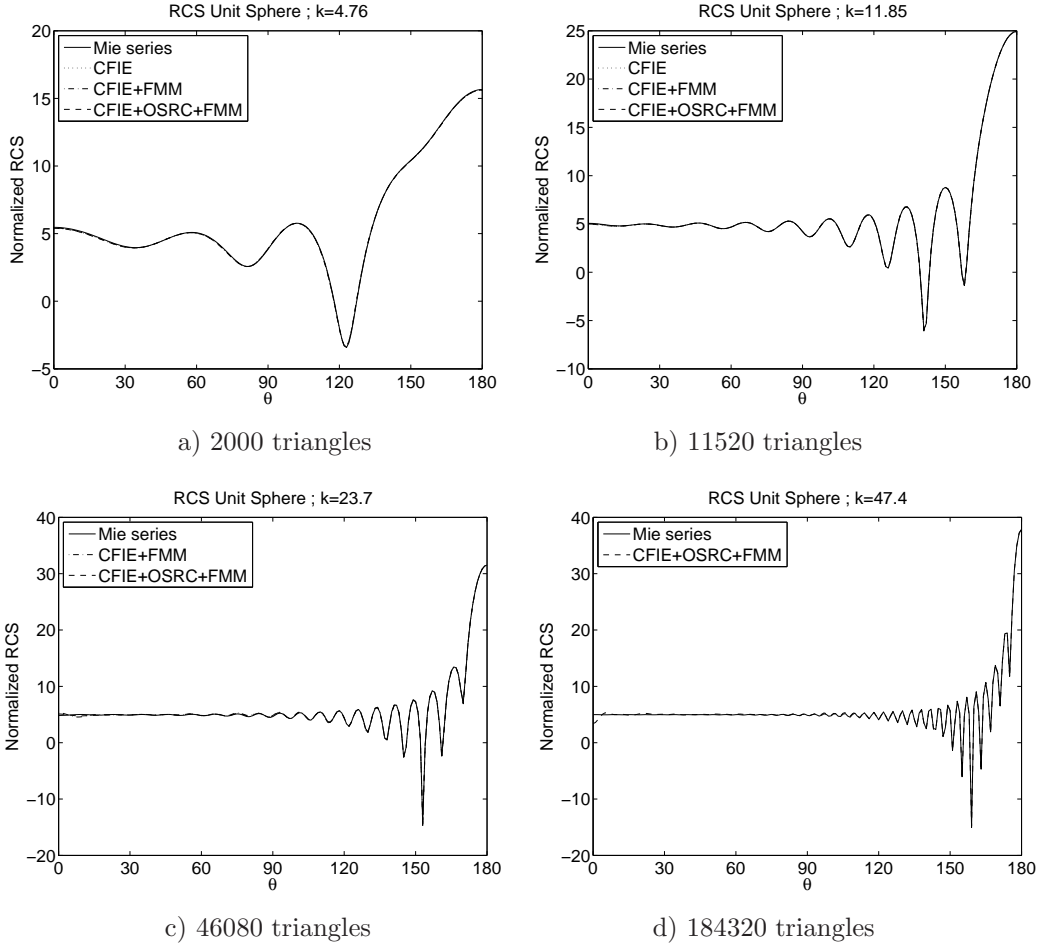 RCS Unit Sphere ; k=4.76
Normalized RCS
20
15
10
5
0
−5
Mie series
CFIE
CFIE+FMM
CFIE+OSRC+FMM
0 30 60 90 120 150 180
θ
a) 2000 triangles
RCS Unit Sphere ; k=11.85
Normalized RCS
25
20
15
10
5
0
−5
−10
Mie series
CFIE
CFIE+FMM
CFIE+OSRC+FMM
0 30 60 90 120 150 180
θ
b) 11520 triangles
RCS Unit Sphere ; k=23.7
Normalized RCS
40
30
20
10
0
−10
−20
Mie series
CFIE+FMM
CFIE+OSRC+FMM
0 30 60 90 120 150 180
θ
c) 46080 triangles
RCS Unit Sphere ; k=47.4
Normalized RCS
40
30
20
10
0
−10
−20
Mie series
CFIE+OSRC+FMM
0 30 60 90 120 150 180
θ
d) 184320 triangles